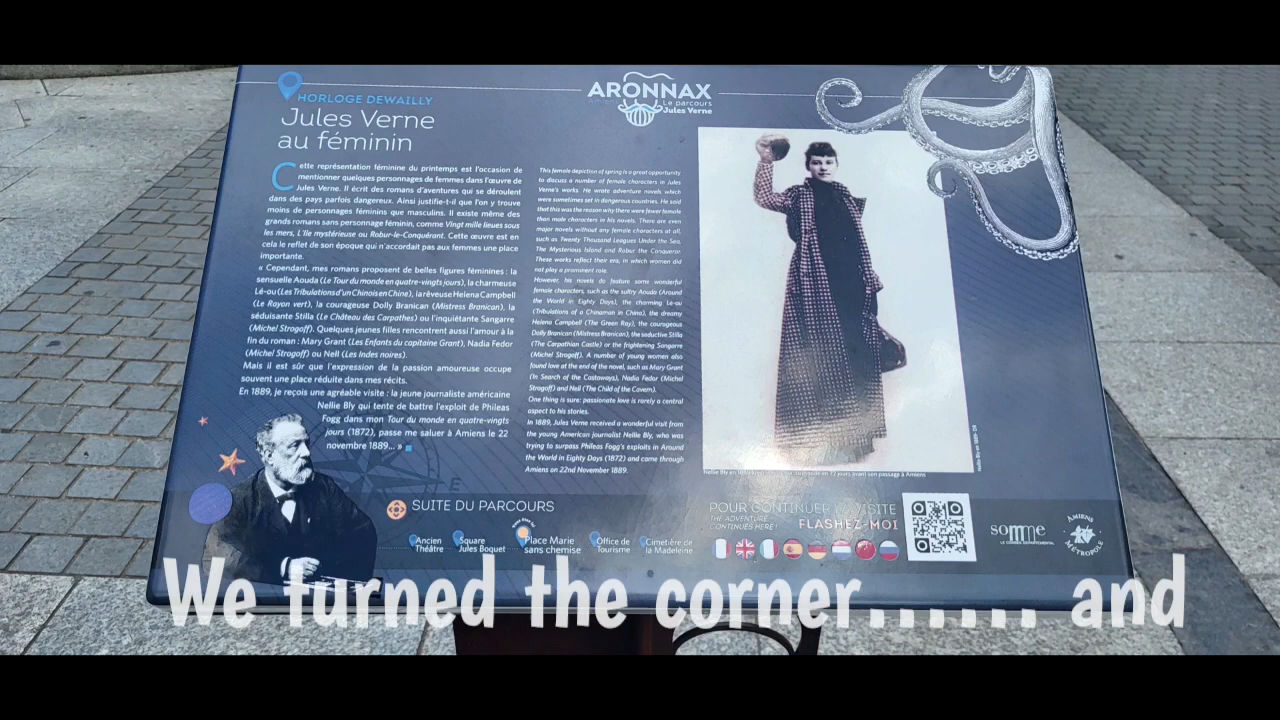 HORLOGE DEWAILLY
Jules Verne
au féminin
ARONNAX
Le parcours
Jules Verne
Cette représentation féminine du printemps est l'occasion de
mentionner quelques personnages de femmes dans l'œuvre de
Jules Verne. Il écrit des romans d'aventures qui se déroulent
dans des pays parfois dangereux. Ainsi justifie-t-il que l'on y trouve
moins de personnages féminins que masculins. Il existe même des
grands romans sans personnage féminin, comme Vingt mille lieues sous
les mers, L'île mystérieuse ou Robur-le-Conquérant. Cette œuvre est en
cela le reflet de son époque qui n'accordait pas aux femmes une place
importante.
« Cependant, mes romans proposent de belles figures féminines : la
sensuelle Aouda (Le Tour du monde en quatre-vingts jours), la charmeuse
Lé-ou (Les Tribulations d'un Chinois en Chine), la rêveuse Helena Campbell
(Le Rayon vert), la courageuse Dolly Branican (Mistress Branican), la
séduisante Stilla (Le Château des Carpathes) ou l'inquiétante Sangarre
(Michel Strogoff). Quelques jeunes filles rencontrent aussi l'amour à la
fin du roman : Mary Grant (Les Enfants du capitaine Grant), Nadia Fedor
(Michel Strogoff) ou Nell (Les Indes noires).
Mais il est sûr que l'expression de la passion amoureuse occupe
souvent une place réduite dans mes récits.
En 1889, je reçois une agréable visite : la jeune journaliste américaine
Nellie Bly qui tente de battre l'exploit de Phileas
Fogg dans mon Tour du monde en quatre-vingts
jours (1872), passe me saluer à Amiens le 22
novembre 1889... »
This female depiction of spring is a great opportunity
to discuss a number of female characters in Jules
Verne's works. He wrote adventure novels which
were sometimes set in dangerous countries. He said
that this was the reason why there were fewer female
than male characters in his novels. There are even
major novels without any female characters at all,
such as Twenty Thousand Leagues Under the Sea,
The Mysterious Island and Robur the Conqueror.
These works reflect their era, in which women did
not play a prominent role.
However, his novels do feature some wonderful
female characters, such as the sultry Aouda (Around
the World in Eighty Days), the charming Le-ou
(Tribulations of a Chinaman in China), the dreamy
Helena Campbell (The Green Ray), the courageous
Dolly Branican (Mistress Branican), the seductive Stilla
(The Carpathian Castle) or the frightening Sangarre
(Michel Strogoff). A number of young women also
found love at the end of the novel, such as Mary Grant
(In Search of the Castaways), Nadia Fedor (Michel
Strogoff) and Nell (The Child of the Cavern).
One thing is sure: passionate love is rarely a central
aspect to his stories.
In 1889, Jules Verne received a wonderful visit from
the young American journalist Nellie Bly, who was
trying to surpass Phileas Fogg's exploits in Around
the World in Eighty Days (1872) and came through
Amiens on 22nd November 1889.
E
SUITE DU PARCOURS
Ancien
Théâtre
Square
Jules Boquet
Place Marie
sans chemise
Office de
Tourisme
Cimetière de
la Madeleine
POUR CONTINUER LA VISITE
THE ADVENTURE
CONTINUES HERE!
FLASHEZ-MOI
somme
LE CONSEIL DÉPARTEMENTAL
AMIENS
MÉTROPOLE
We turned the corner...... and